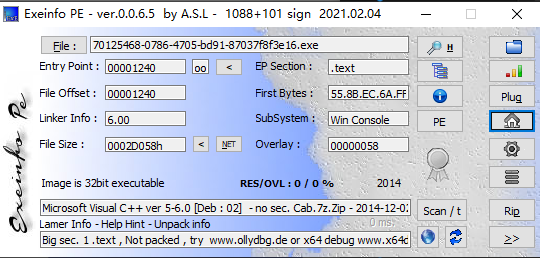 Exeinfo PE - ver.0.0.6.5 by A.S.L - 1088+101 sign 2021.02.04
File : 70125468-0786-4705-bd91-87037f8f3e16.exe H
Entry Point : 00001240 oo < EP Section : .text
File Offset : 00001240 First Bytes : 55.8B.EC.6A.FF Plug
Linker Info : 6.00 SubSystem : Win Console PE
File Size : 0002D058h < NET Overlay : 00000058
Image is 32bit executable RES/OVL : 0 / 0 % 2014
Microsoft Visual C++ ver 5-6.0 [Deb : 02] - no sec. Cab.7z.Zip - 2014-12-02 Scan / t Rip
Lamer Info - Help Hint - Unpack info 0 ms.
Big sec. 1 .text , Not packed , try www.ollydbg.de or x64 debug www.x64d >>
Exeinfo Pe